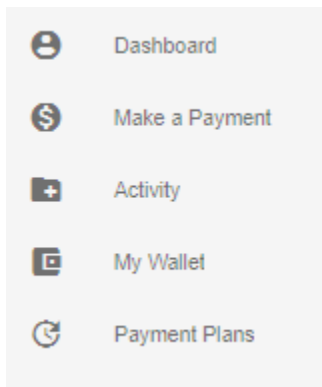 Dashboard
Make a Payment
Activity
My Wallet
Payment Plans